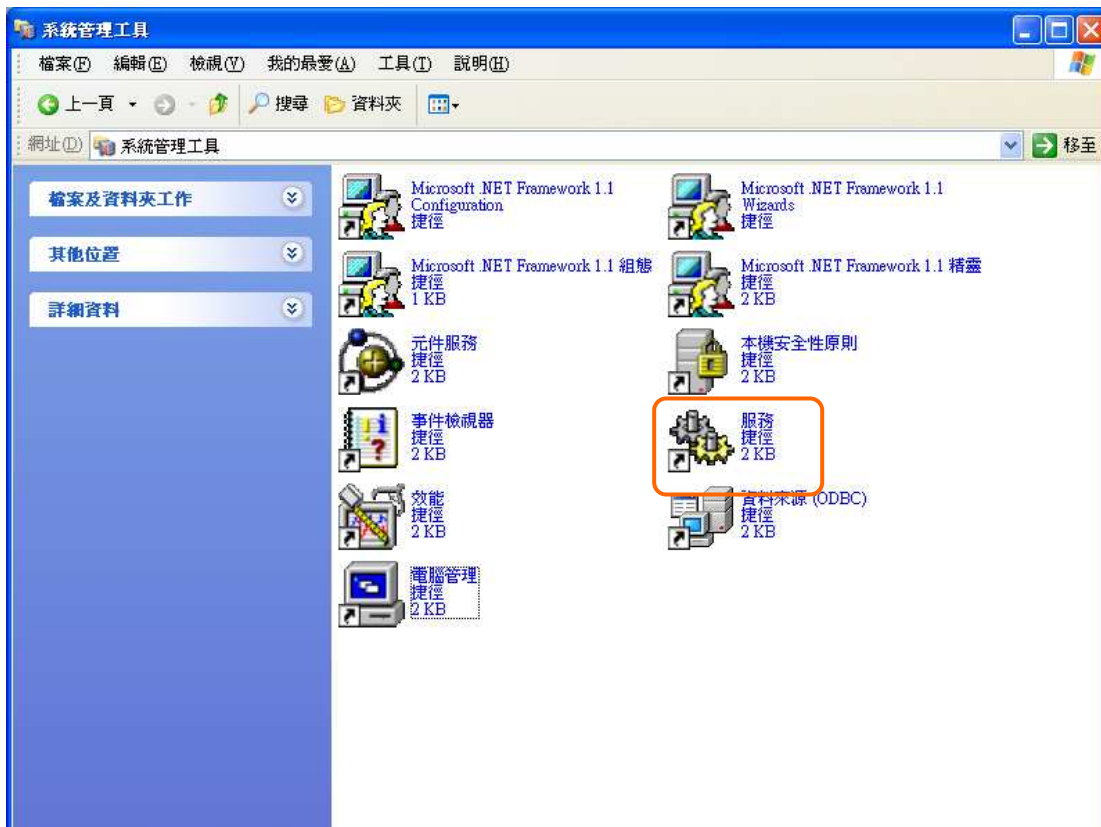 系統管理工具
檔案(F) 編輯(E) 檢視(V) 我的最愛(A) 工具(T) 說明(H)
上一頁 搜尋 資料夾
網址(D) 系統管理工具 移至
檔案及資料夾工作
其他位置
詳細資料
Microsoft .NET Framework 1.1
Configuration
捷徑
Microsoft .NET Framework 1.1
Wizards
捷徑
Microsoft .NET Framework 1.1 組態
捷徑
1 KB
Microsoft .NET Framework 1.1 精靈
捷徑
2 KB
元件服務
捷徑
2 KB
本機安全性原則
捷徑
2 KB
事件檢視器
捷徑
2 KB
服務
捷徑
2 KB
效能
捷徑
2 KB
資料來源 (ODBC)
捷徑
2 KB
電腦管理
捷徑
2 KB